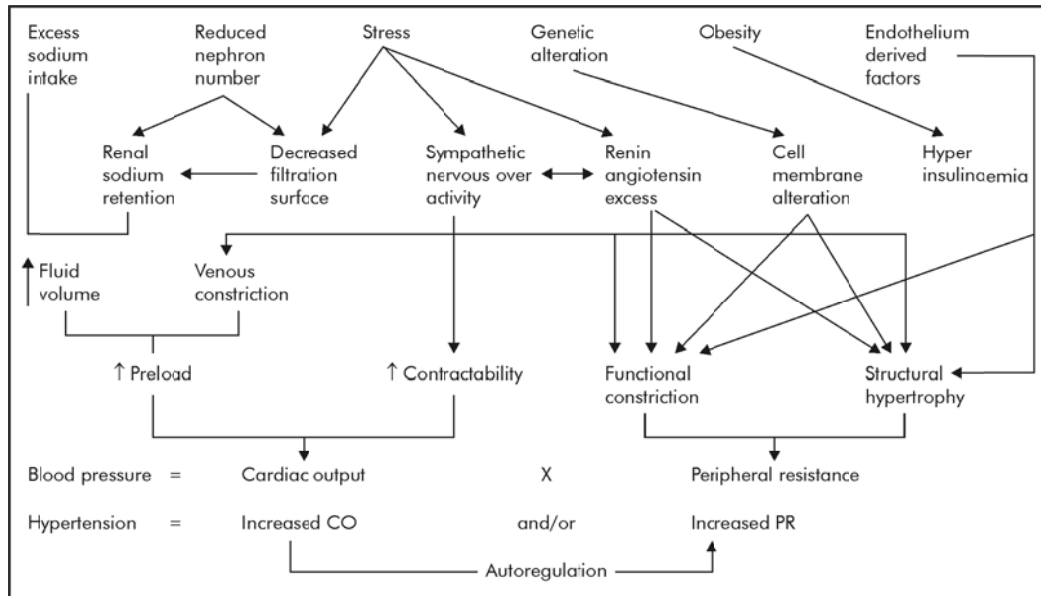 Excess
sodium
intake
Reduced
nephron
number
Stress
Genetic
alteration
Obesity
Endothelium
derived
factors
Renal
sodium
retention
Decreased
filtration
surface
Sympathetic
nervous over
activity
Renin
angiotensin
excess
Cell
membrane
alteration
Hyper
insulinaemia
↑ Fluid
volume
Venous
constriction
↑ Preload
↑ Contractability
Functional
constriction
Structural
hypertrophy
Blood pressure = Cardiac output X Peripheral resistance
Hypertension = Increased CO and/or Increased PR
Autoregulation